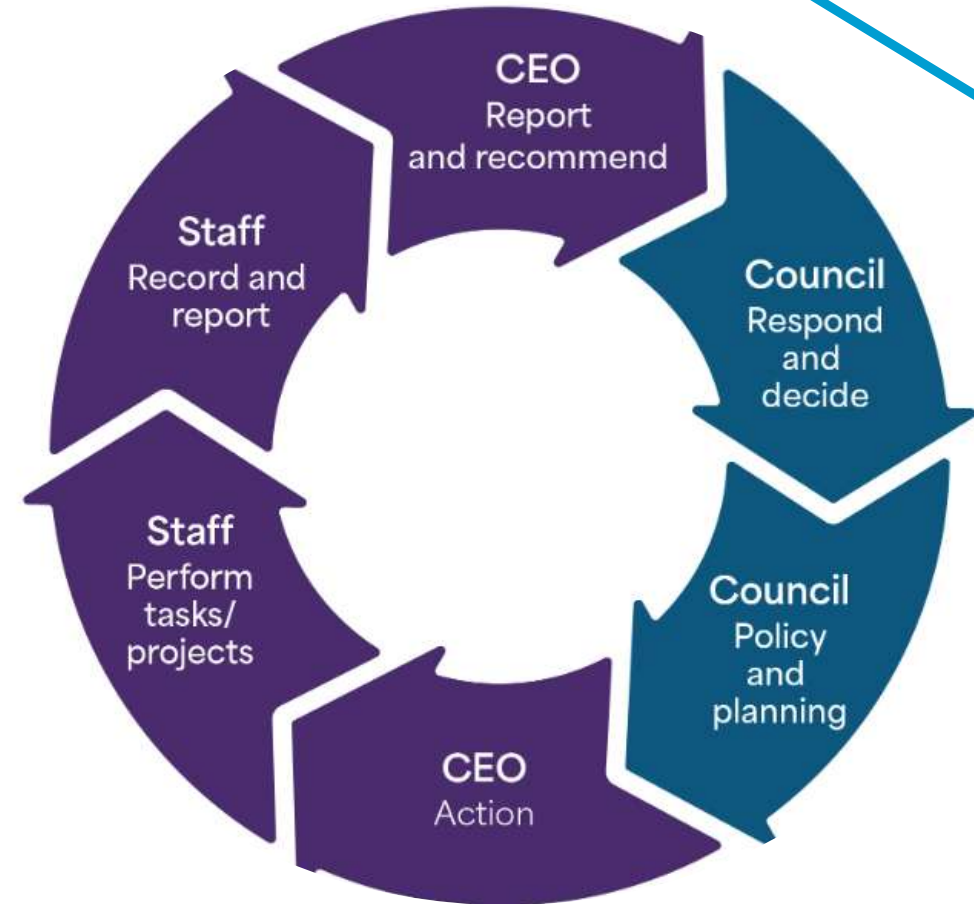 CEO
Report
and recommend
Council
Respond
and
decide
Council
Policy
and
planning
CEO
Action
Staff
Perform
tasks/
projects
Staff
Record and
report